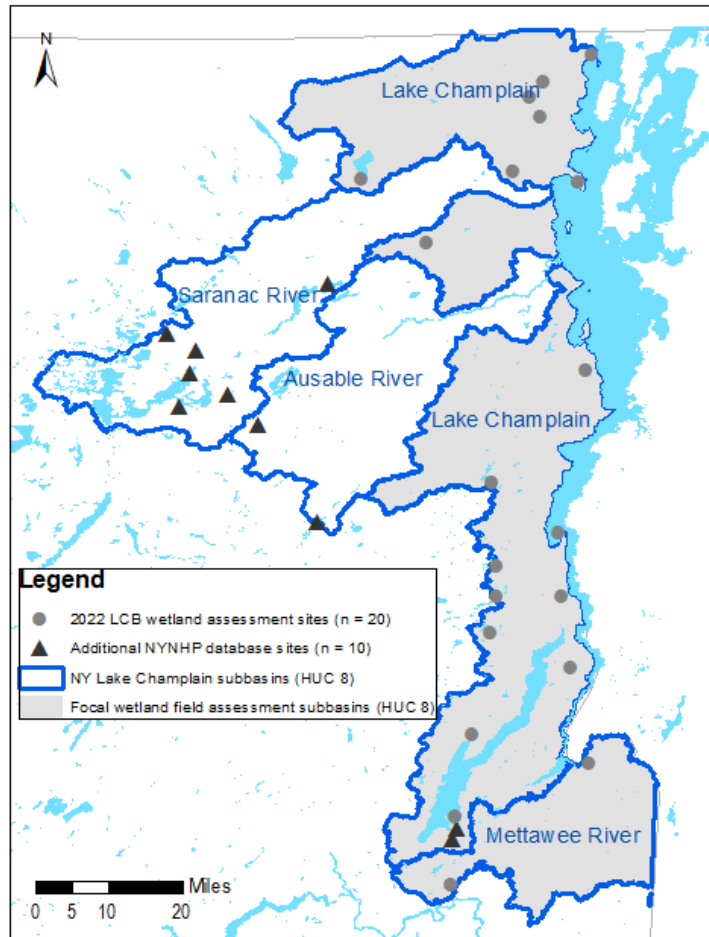 N
Lake Champlain
Saranac River
Ausable River
Lake Champlain
Legend
2022 LCB wetland assessment sites (n = 20)
Additional NYNHP database sites (n = 10)
NY Lake Champlain subbasins (HUC 8)
Focal wetland field assessment subbasins (HUC 8)
Mettawee River
Miles
0 5 10 20